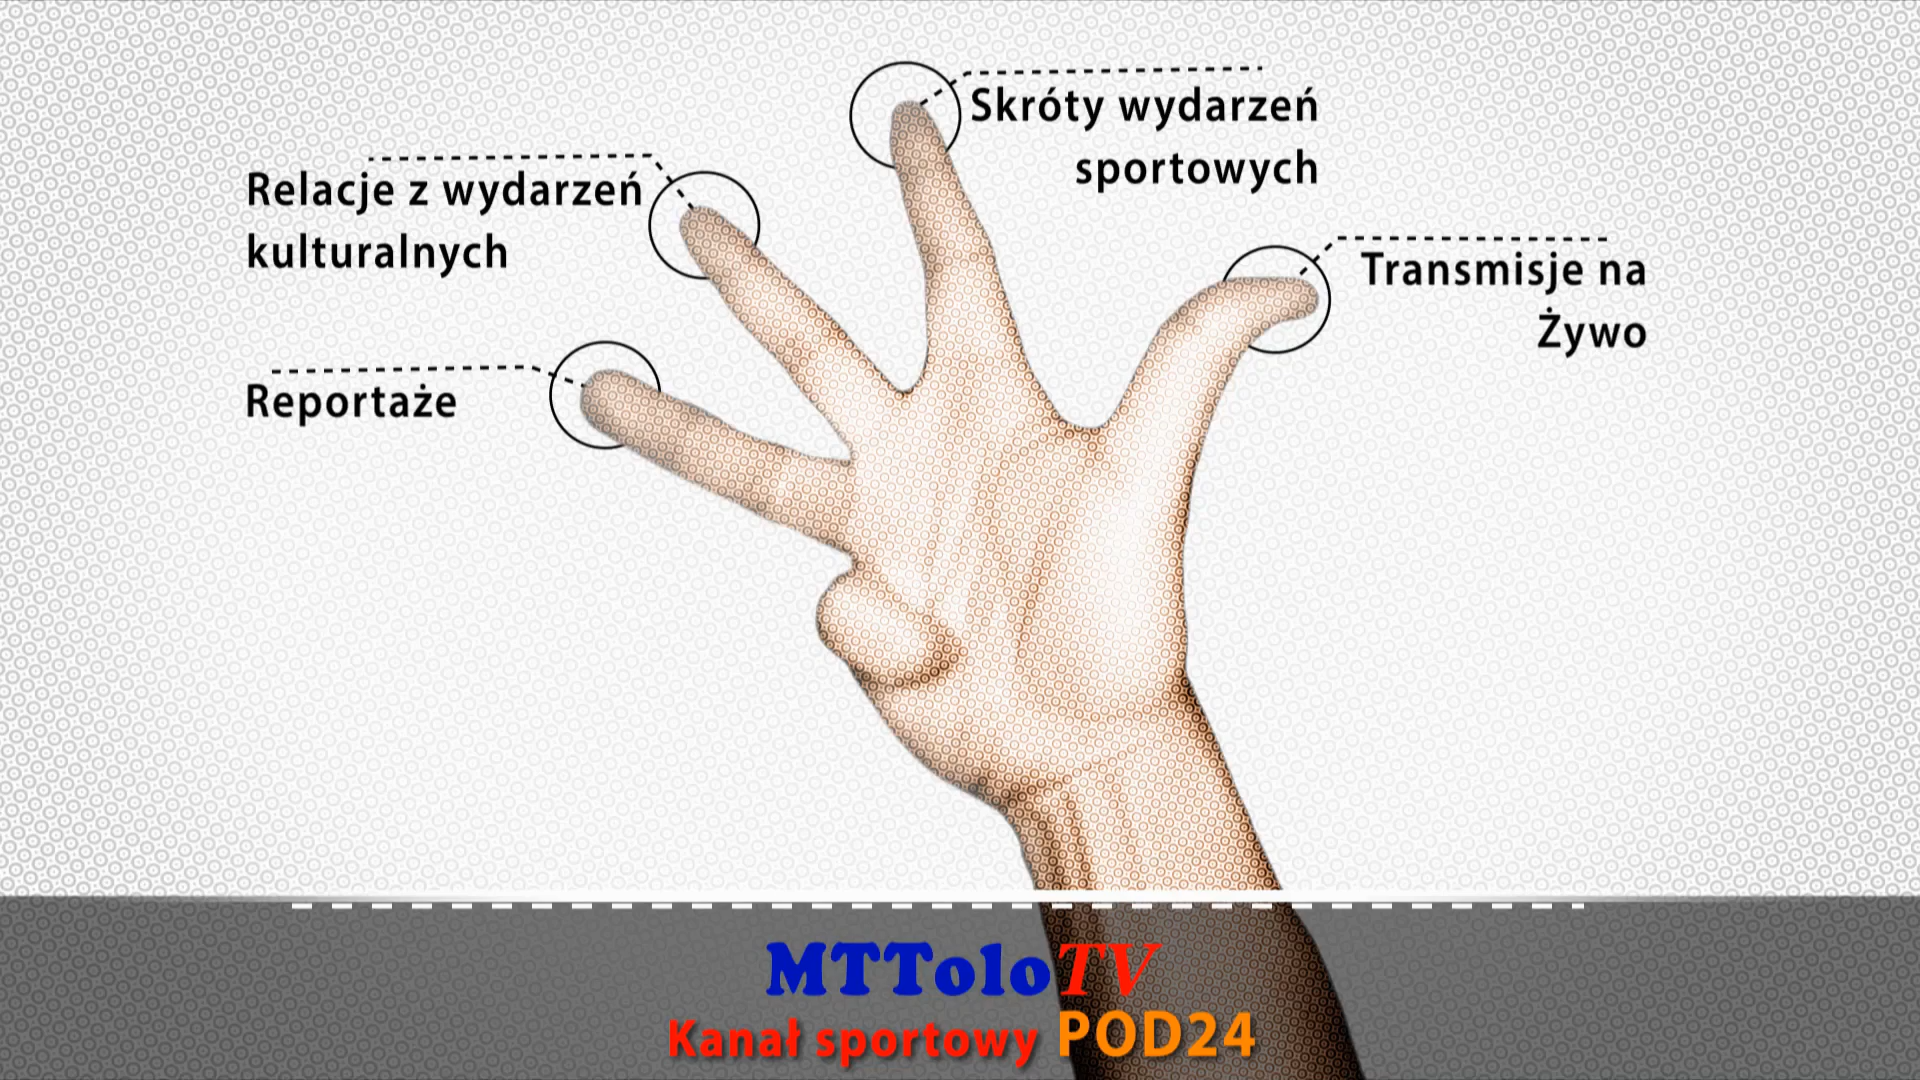 Skróty wydarzeń
sportowych
Relacje z wydarzeń
kulturalnych
Transmisje na
Żywo
Reportaże
MTToloTV
Kanał sportowy POD24